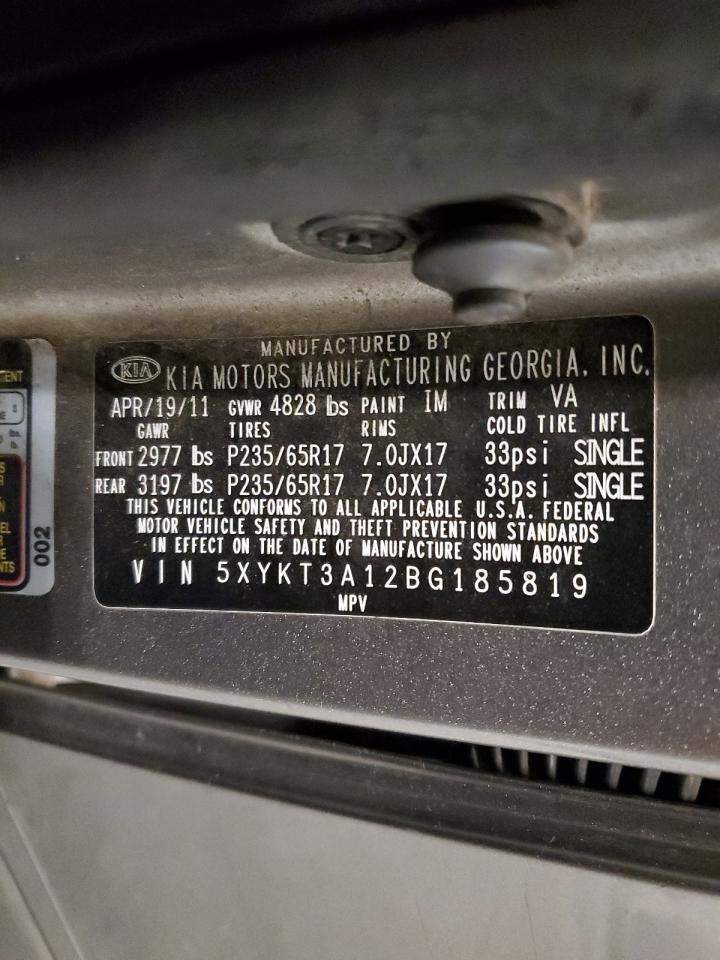 MANUFACTURED BY
KIA KIA MOTORS MANUFACTURING GEORGIA, INC.
APR/19/11 GVWR 4828 lbs PAINT IM TRIM VA
GAWR TIRES RIMS COLD TIRE INFL
FRONT 2977 lbs P235/65R17 7.0JX17 33psi SINGLE
REAR 3197 lbs P235/65R17 7.0JX17 33psi SINGLE
THIS VEHICLE CONFORMS TO ALL APPLICABLE U.S.A. FEDERAL
MOTOR VEHICLE SAFETY AND THEFT PREVENTION STANDARDS
IN EFFECT ON THE DATE OF MANUFACTURE SHOWN ABOVE
VIN 5XYKT3A12BG185819
MPV
002